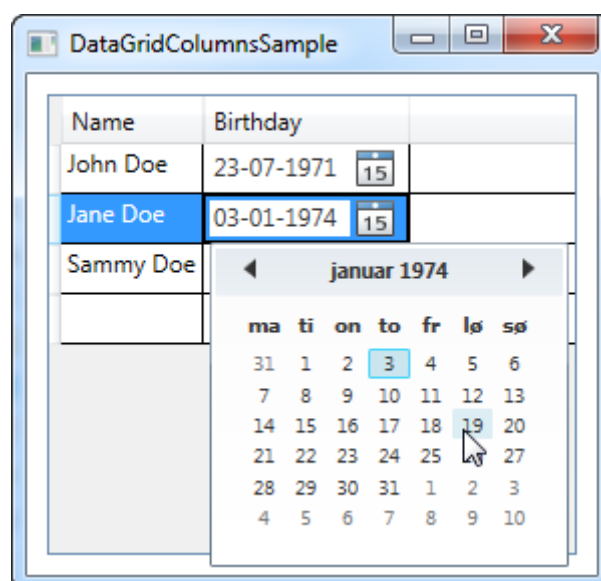 DataGridColumnsSample
Name Birthday
John Doe 23-07-1971 15
Jane Doe 03-01-1974 15
Sammy Doe
januar 1974
ma ti on to fr lø sø
31 1 2 3 4 5 6
7 8 9 10 11 12 13
14 15 16 17 18 19 20
21 22 23 24 25 27
28 29 30 31 1 2 3
4 5 6 7 8 9 10